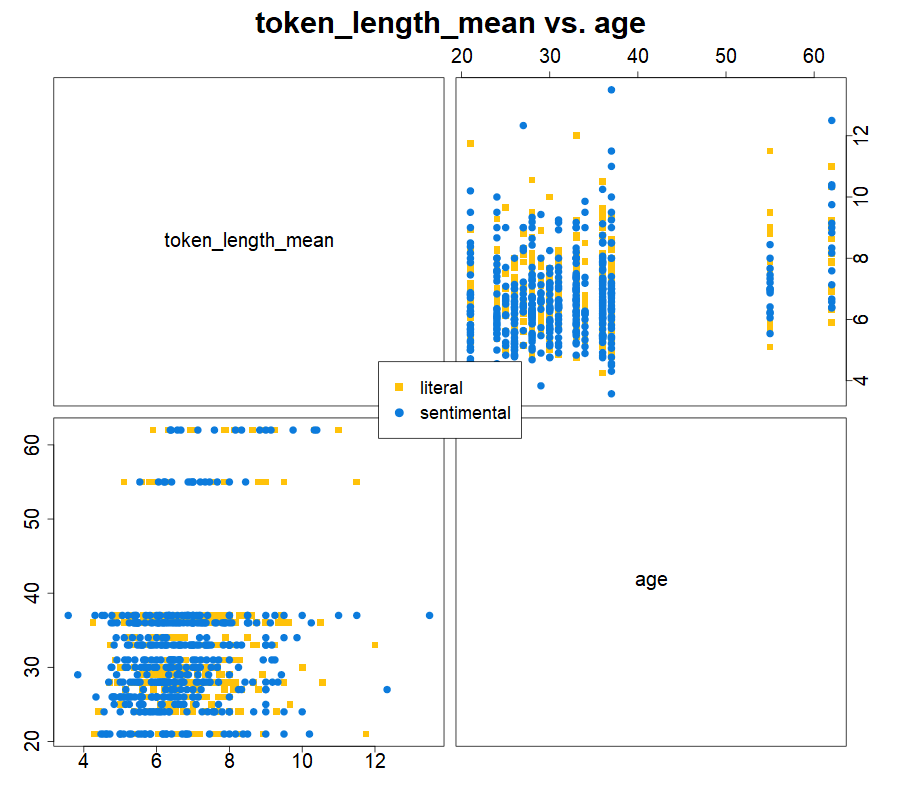 token_length_mean vs. age
20 30 40 50 60
token_length_mean
4 6 8 10 12
literal
sentimental
20 30 40 50 60
age
4 6 8 10 12